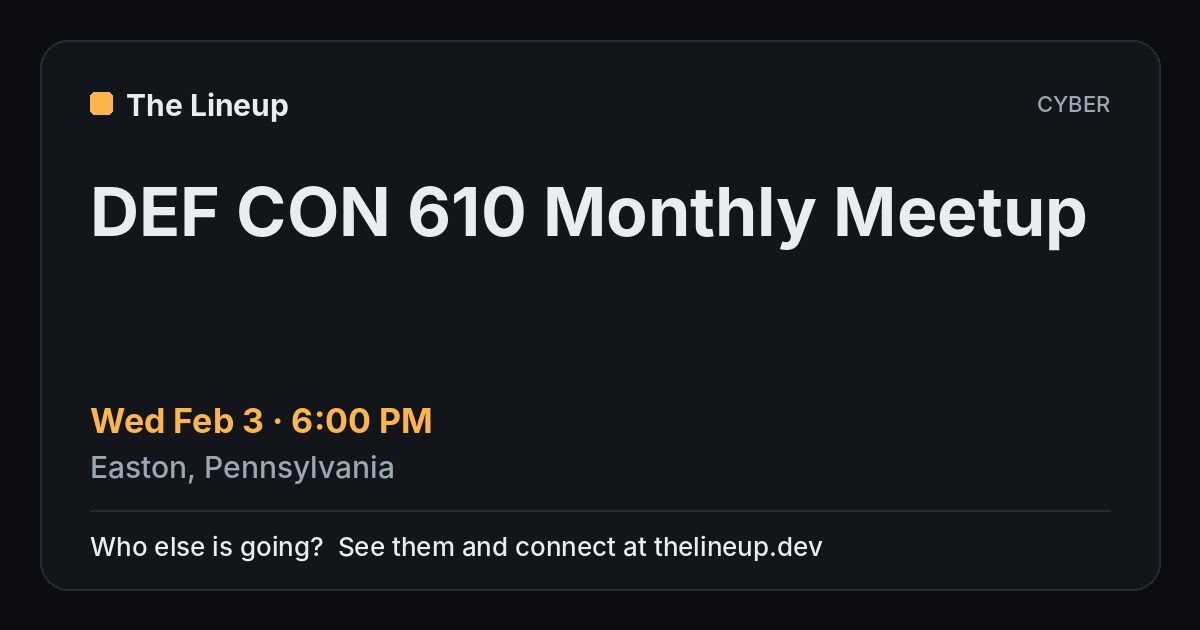 The Lineup
CYBER
DEF CON 610 Monthly Meetup
Wed Feb 3 · 6:00 PM
Easton, Pennsylvania
Who else is going?  See them and connect at thelineup.dev